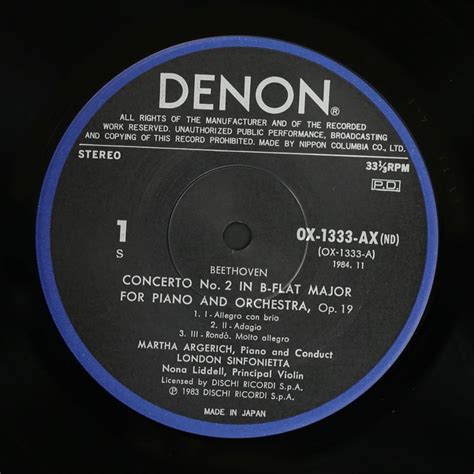 DENON®
ALL RIGHTS OF THE MANUFACTURER AND OF THE RECORDED
WORK RESERVED. UNAUTHORIZED PUBLIC PERFORMANCE, BROADCASTING
AND COPYING OF THIS RECORD PROHIBITED. MADE BY NIPPON COLUMBIA CO., LTD.
STEREO 33⅓RPM
P.D.
1 OX-1333-AX(ND)
S (OX-1333-A)
1984. 11
BEETHOVEN
CONCERTO No. 2 IN B-FLAT MAJOR
FOR PIANO AND ORCHESTRA, Op. 19
1. I-Allegro con brio
2. II-Adagio
3. III-Rondò. Molto allegro
MARTHA ARGERICH, Piano and Conduct
LONDON SINFONIETTA
Nona Liddell, Principal Violin
Licensed by DISCHI RICORDI S.p.A.
℗ 1983 DISCHI RICORDI S.p.A.
MADE IN JAPAN